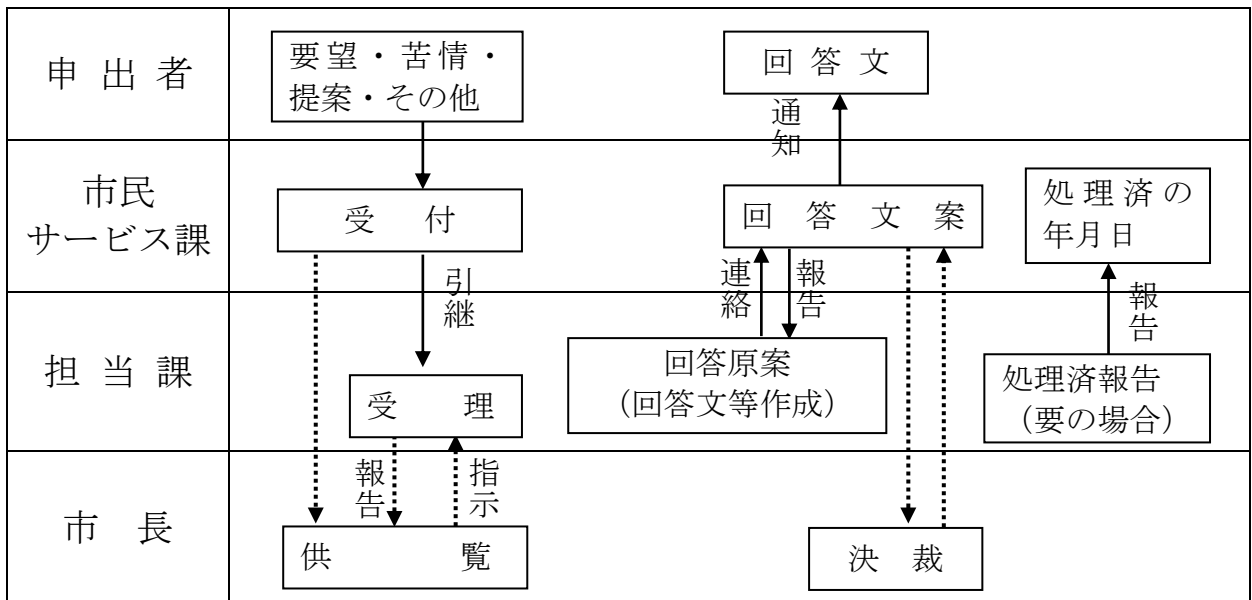 申 出 者
要望・苦情・
提案・その他
回 答 文
通
知
市民
サービス課
受 付
回 答 文 案
処理済の
年月日
引
継
連
絡
報
告
報
告
担 当 課
受 理
回答原案
（回答文等作成）
処理済報告
（要の場合）
報
告
指
示
市 長
供 覧
決 裁